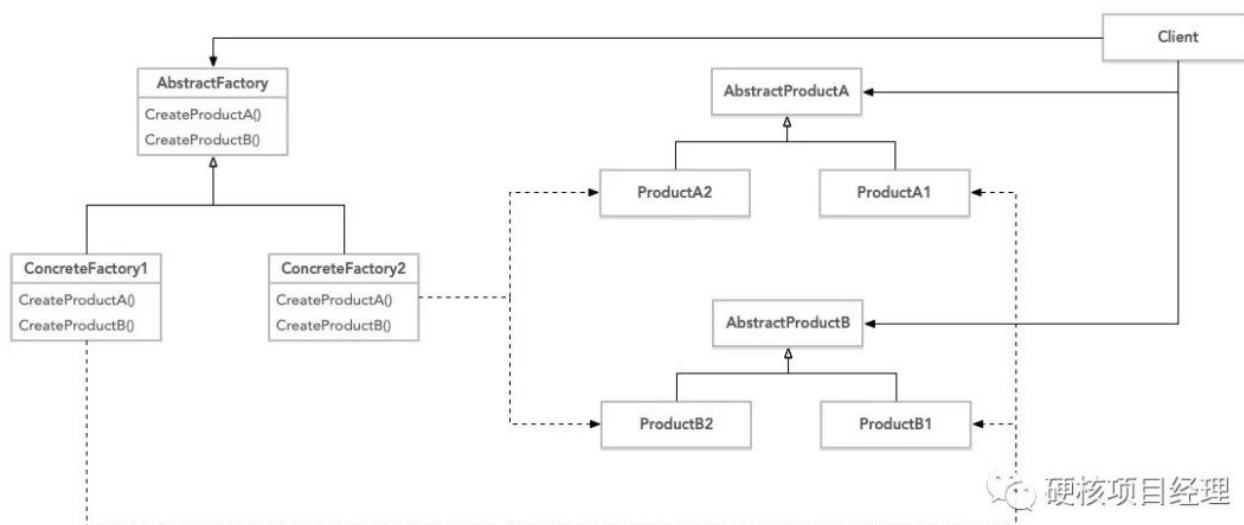 Client
AbstractFactory
CreateProductA()
CreateProductB()
AbstractProductA
ProductA2
ProductA1
ConcreteFactory1
CreateProductA()
CreateProductB()
ConcreteFactory2
CreateProductA()
CreateProductB()
AbstractProductB
ProductB2
ProductB1
硬核项目经理